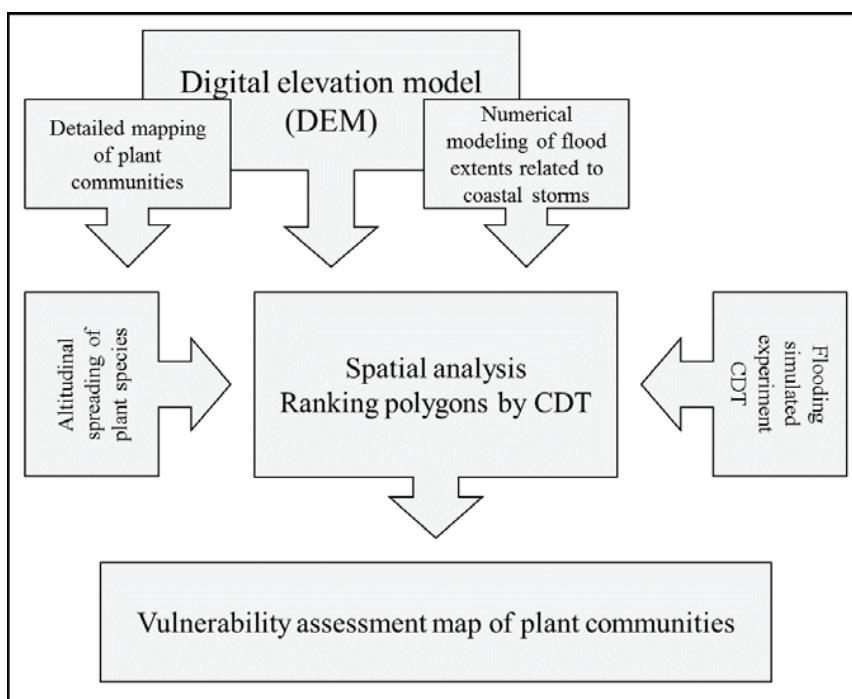 Digital elevation model
(DEM)
Detailed mapping
of plant
communities
Numerical
modeling of flood
extents related to
coastal storms
Altitudinal
spreading of
plant species
Spatial analysis
Ranking polygons by CDT
Flooding
simulated
experiment
CDT
Vulnerability assessment map of plant communities